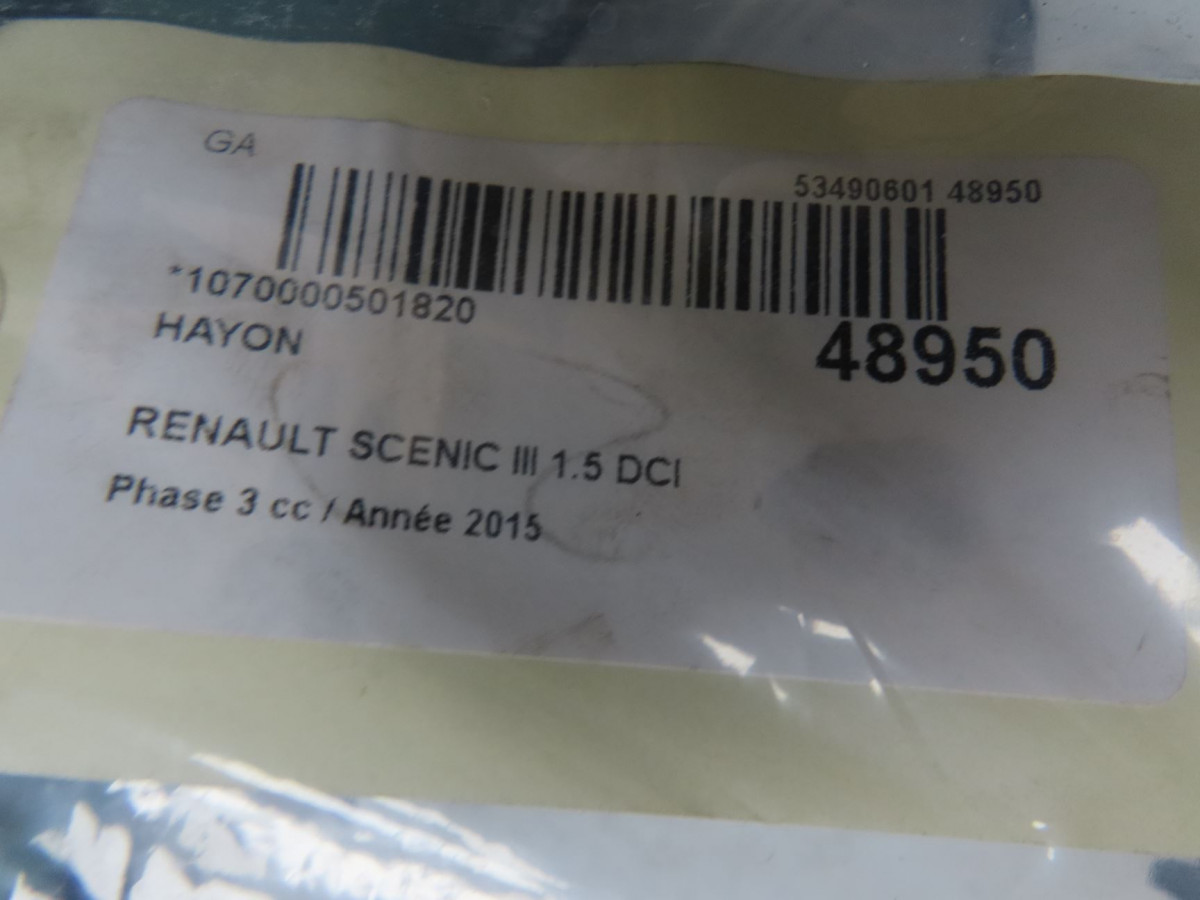 GA
53490601 48950
*1070000501820
48950
HAYON
RENAULT SCENIC III 1.5 DCI
Phase 3 cc / Année 2015